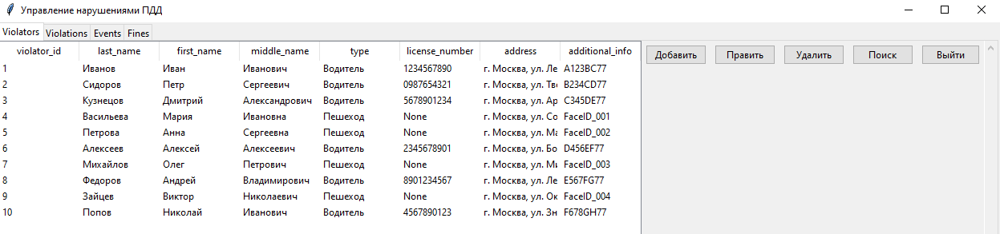 Управление нарушениями ПДД
Violators Violations Events Fines
violator_id last_name first_name middle_name type license_number address additional_info Добавить Править Удалить Поиск Выйти
1 Иванов Иван Иванович Водитель 1234567890 г. Москва, ул. Ле A123BC77
2 Сидоров Петр Сергеевич Водитель 0987654321 г. Москва, ул. Тве B234CD77
3 Кузнецов Дмитрий Александрович Водитель 5678901234 г. Москва, ул. Ар C345DE77
4 Васильева Мария Ивановна Пешеход None г. Москва, ул. Со FaceID_001
5 Петрова Анна Сергеевна Пешеход None г. Москва, ул. Ма FaceID_002
6 Алексеев Алексей Алексеевич Водитель 2345678901 г. Москва, ул. Бо D456EF77
7 Михайлов Олег Петрович Пешеход None г. Москва, ул. Ми FaceID_003
8 Федоров Андрей Владимирович Водитель 8901234567 г. Москва, ул. Ле E567FG77
9 Зайцев Виктор Николаевич Пешеход None г. Москва, ул. Ок FaceID_004
10 Попов Николай Иванович Водитель 4567890123 г. Москва, ул. Зн F678GH77